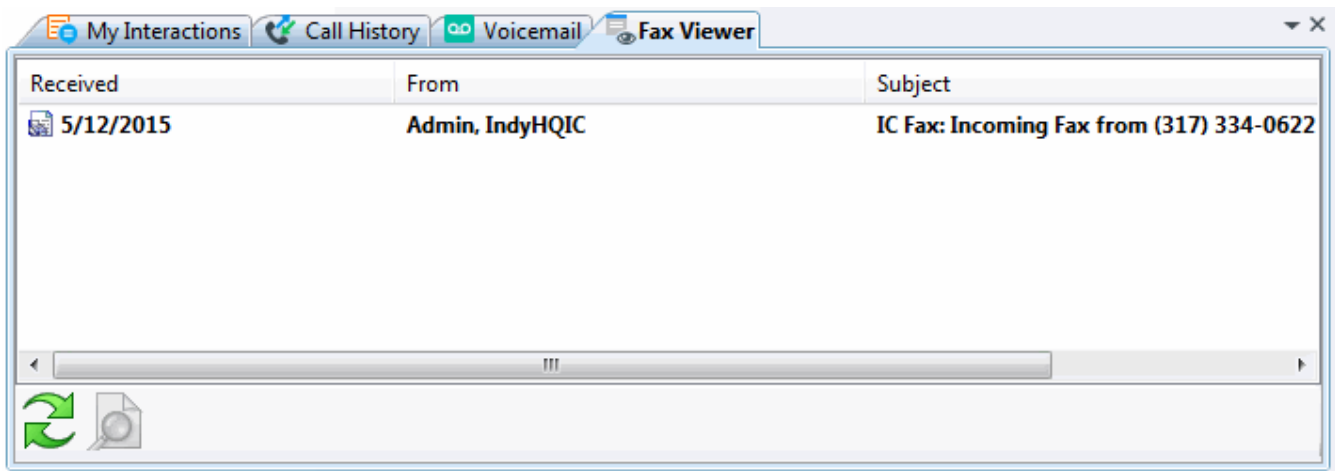 My Interactions Call History Voicemail Fax Viewer
Received From Subject
5/12/2015 Admin, IndyHQIC IC Fax: Incoming Fax from (317) 334-0622